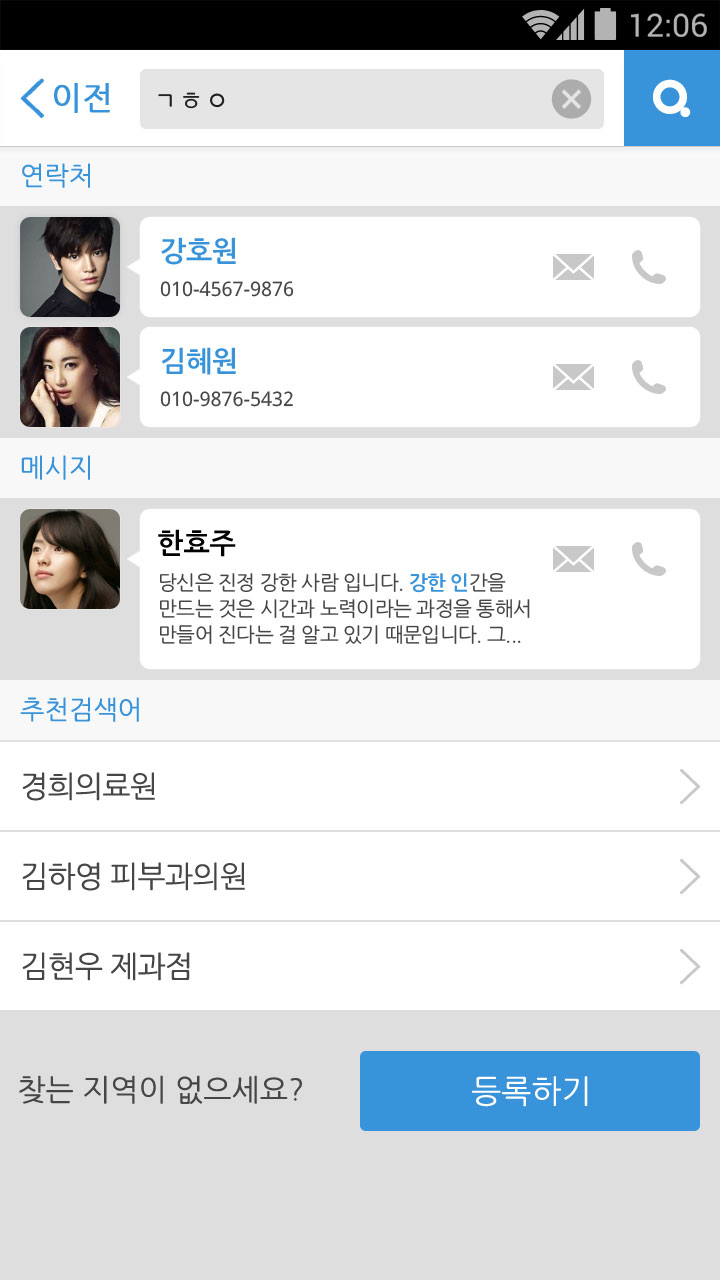 12:06
이전
ㄱㅎㅇ
연락처
강호원
010-4567-9876
김혜원
010-9876-5432
메시지
한효주
당신은 진정 강한 사람 입니다. 강한 인간을
만드는 것은 시간과 노력이라는 과정을 통해서
만들어 진다는 걸 알고 있기 때문입니다. 그...
추천검색어
경희의료원
김하영 피부과의원
김현우 제과점
찾는 지역이 없으세요?
등록하기